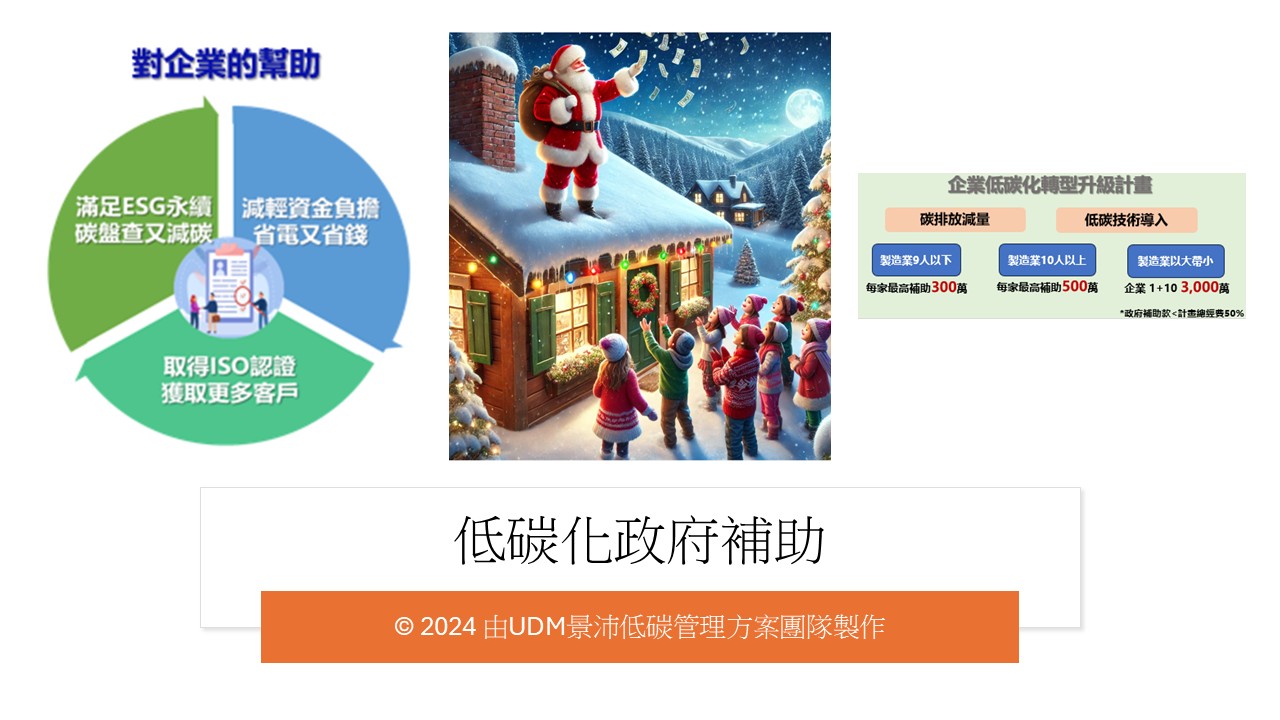 對企業的幫助
滿足ESG永續
碳盤查又減碳
減輕資金負擔
省電又省錢
取得ISO認證
獲取更多客戶
企業低碳化轉型升級計畫
碳排放減量
低碳技術導入
製造業9人以下
製造業10人以上
製造業以大帶小
每家最高補助300萬
每家最高補助500萬
企業 1+10 3,000萬
*政府補助款<計畫總經費50%
低碳化政府補助
© 2024 由UDM景沛低碳管理方案團隊製作